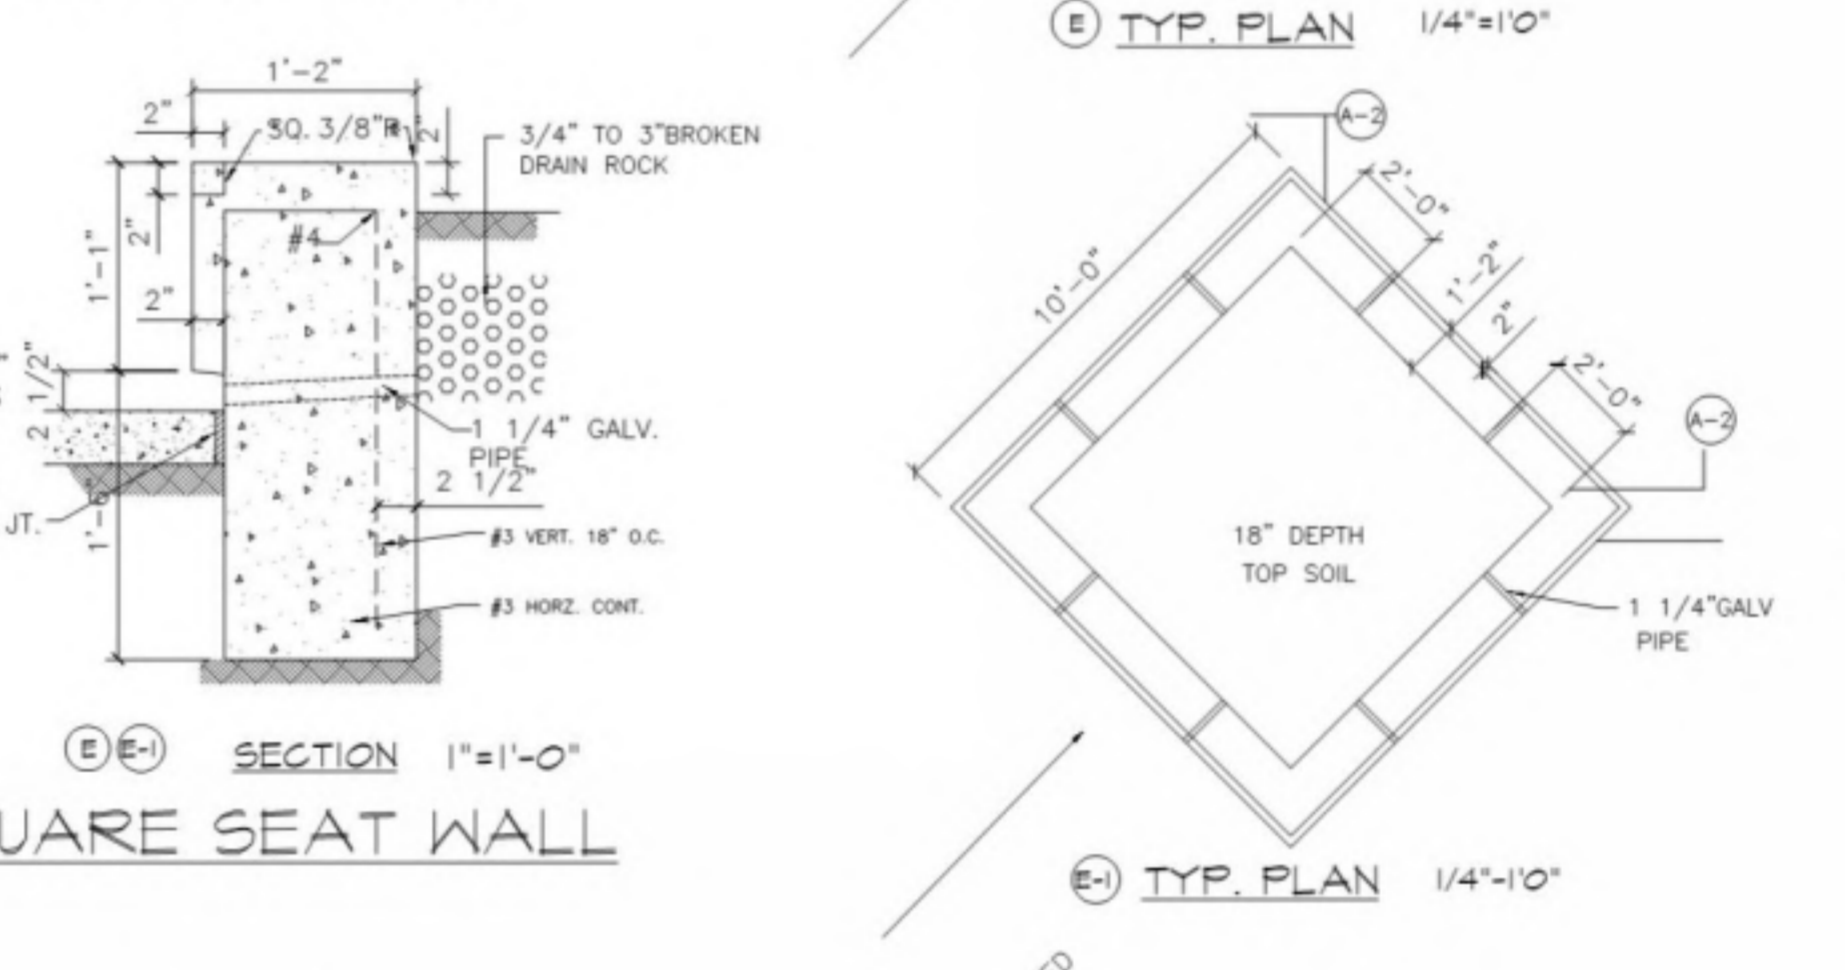 E TYP. PLAN 1/4"=1'0"
1'-2"
2"
SQ. 3/8"R
2"
3/4" TO 3"BROKEN
DRAIN ROCK
A-2
2'-0"
2"
#4
1'-1"
10'-0"
1'-2"
2"
2"
2'-0"
1/2"
2
A-2
1 1/4" GALV.
PIPE
2 1/2"
JT.
#3 VERT. 18" O.C.
18" DEPTH
TOP SOIL
#3 HORZ. CONT.
1 1/4"GALV
PIPE
E E-1 SECTION 1"=1'-0"
UARE SEAT WALL
E-1 TYP. PLAN 1/4"-1'0"
ED